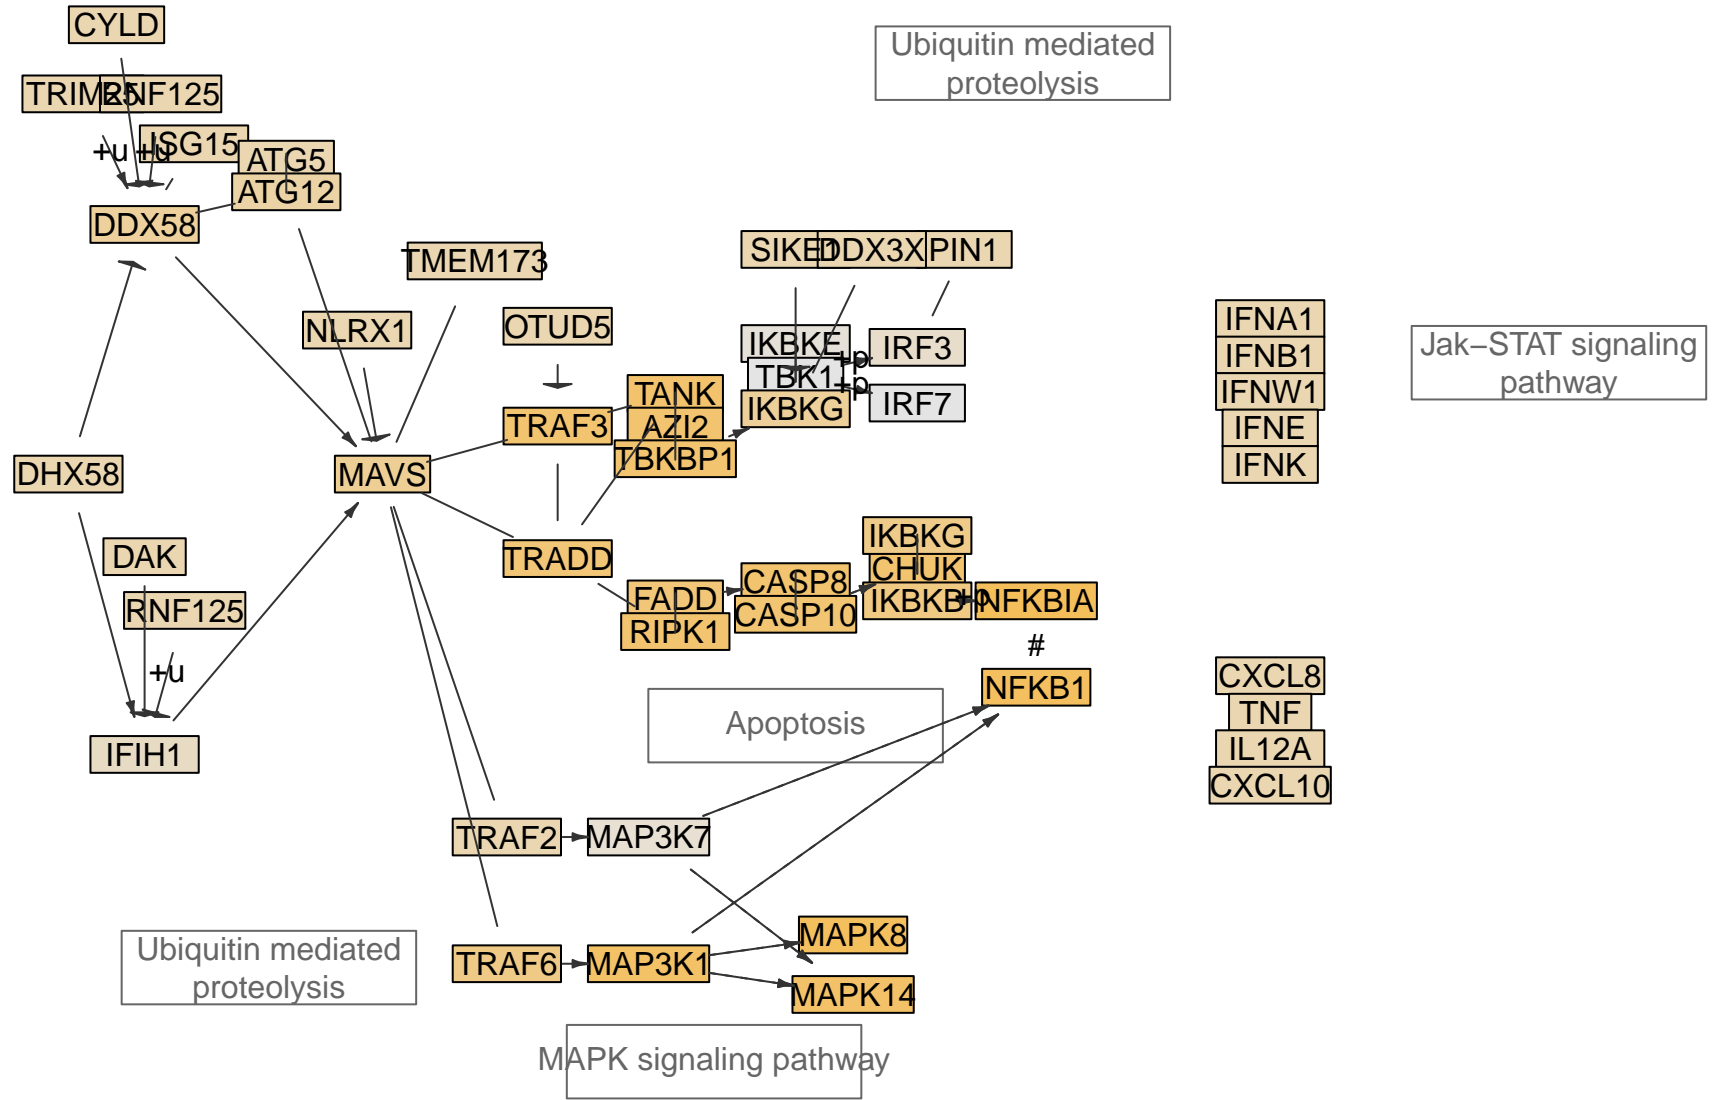 CYLD
Ubiquitin mediated
proteolysis
TRIM25
RNF125
+u
+u
ISG15
ATG5
ATG12
DDX58
TMEM173
SIKE1
DDX3X
PIN1
NLRX1
OTUD5
IKBKE
TBK1
IKBKG
+p
+p
IRF3
IRF7
IFNA1
IFNB1
IFNW1
IFNE
IFNK
Jak−STAT signaling
pathway
TANK
AZI2
TBKBP1
TRAF3
DHX58
MAVS
DAK
RNF125
+u
IFIH1
TRADD
FADD
RIPK1
CASP8
CASP10
IKBKG
CHUK
IKBKB
+p
NFKBIA
#
NFKB1
CXCL8
TNF
IL12A
CXCL10
Apoptosis
TRAF2
MAP3K7
TRAF6
MAP3K1
MAPK8
MAPK14
Ubiquitin mediated
proteolysis
MAPK signaling pathway